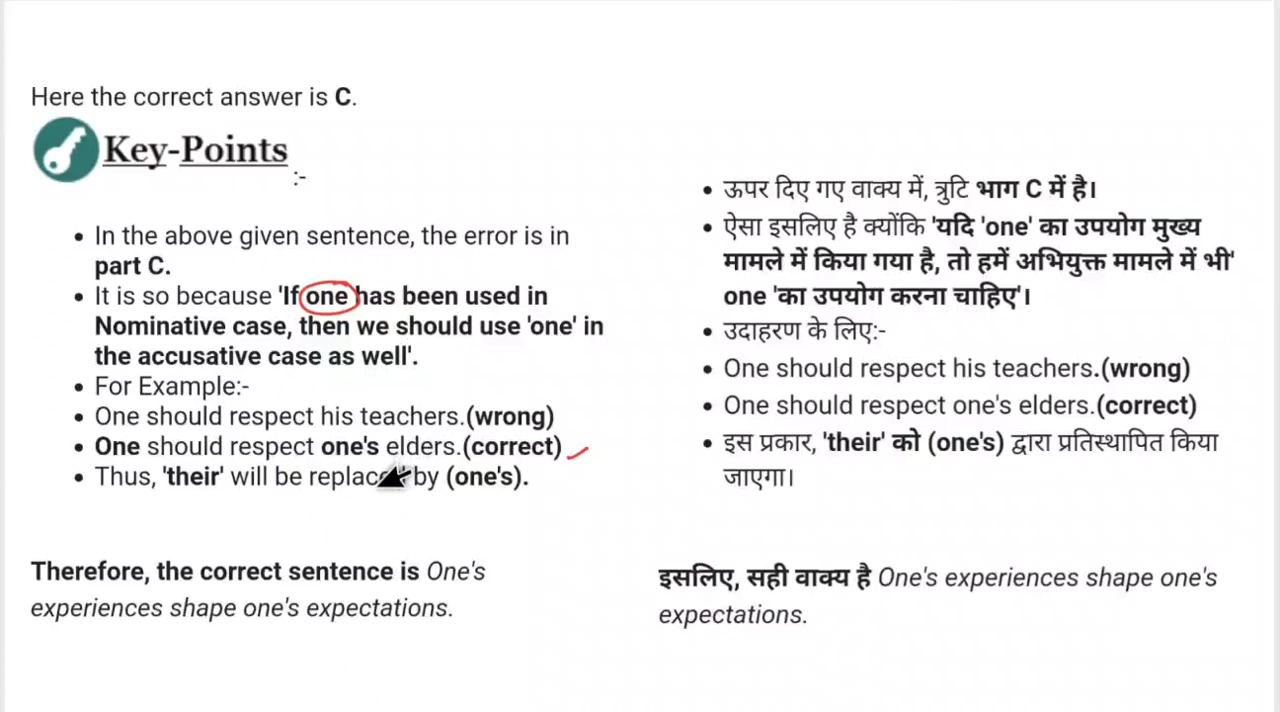 Here the correct answer is C.
Key-Points
:-
In the above given sentence, the error is in
part C.
It is so because 'If one has been used in
Nominative case, then we should use 'one' in
the accusative case as well'.
For Example:-
One should respect his teachers.(wrong)
One should respect one's elders.(correct)
Thus, 'their' will be replaced by (one's).
Therefore, the correct sentence is One's
experiences shape one's expectations.
ऊपर दिए गए वाक्य में, त्रुटि भाग C में है।
ऐसा इसलिए है क्योंकि 'यदि 'one' का उपयोग मुख्य
मामले में किया गया है, तो हमें अभियुक्त मामले में भी'
one 'का उपयोग करना चाहिए'।
उदाहरण के लिए:-
One should respect his teachers.(wrong)
One should respect one's elders.(correct)
इस प्रकार, 'their' को (one's) द्वारा प्रतिस्थापित किया
जाएगा।
इसलिए, सही वाक्य है One's experiences shape one's
expectations.